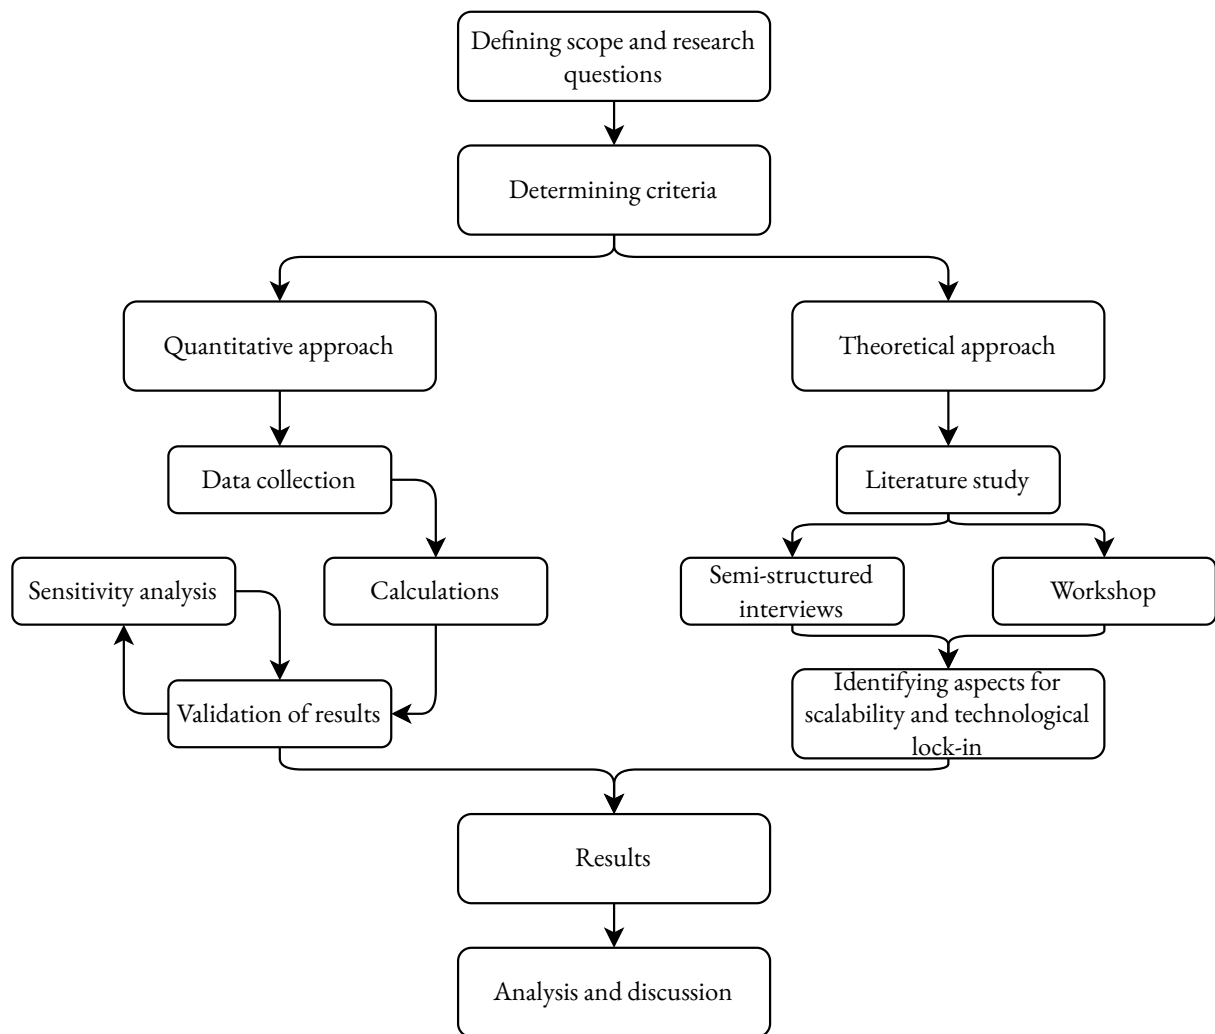 Defining scope and research
questions
Determining criteria
Quantitative approach
Theoretical approach
Data collection
Literature study
Sensitivity analysis
Calculations
Semi-structured
interviews
Workshop
Validation of results
Identifying aspects for
scalability and technological
lock-in
Results
Analysis and discussion